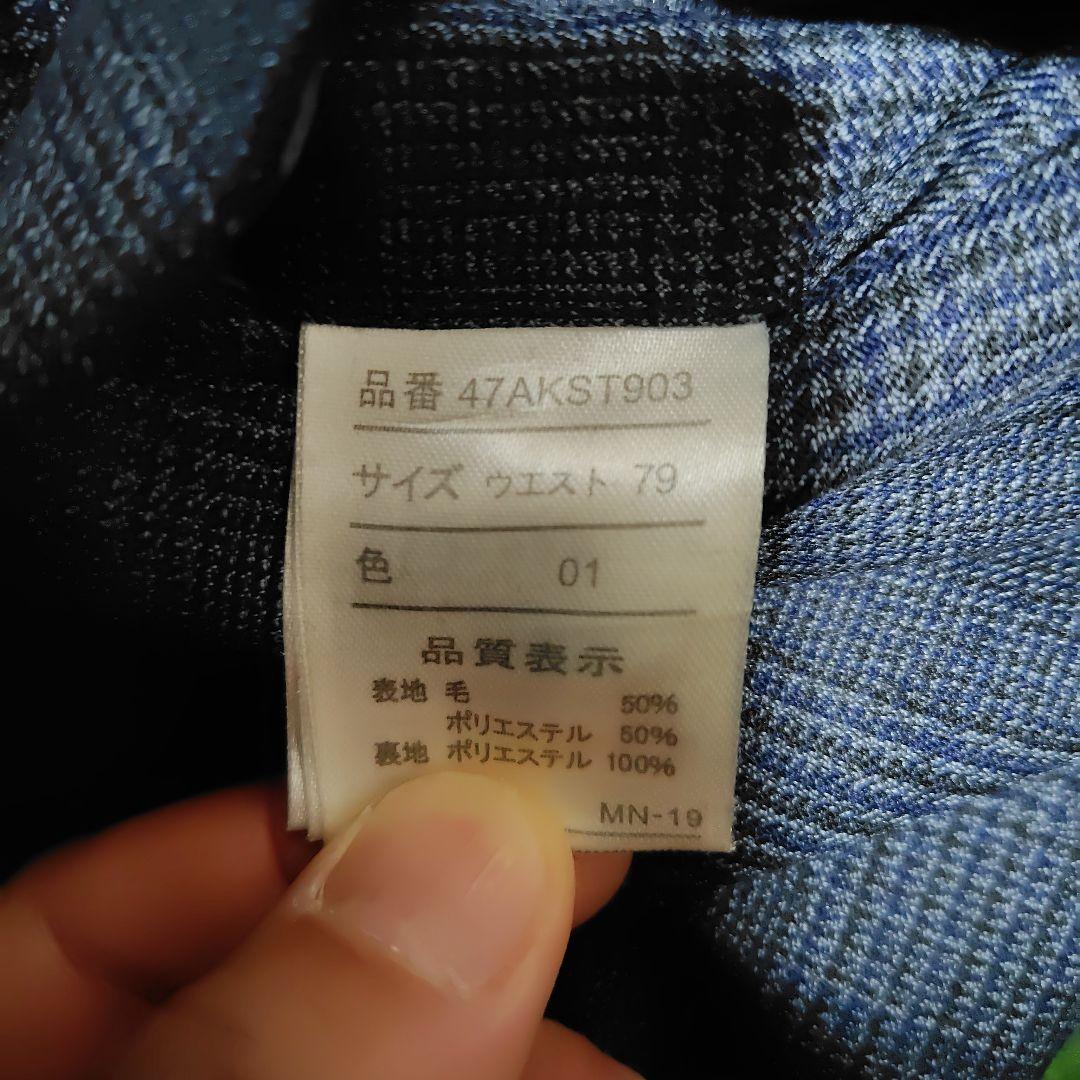 品番 47AKST903
サイズ ウエスト 79
色 01
品質表示
表地 毛 50%
ポリエステル 50%
裏地 ポリエステル 100%
MN-19